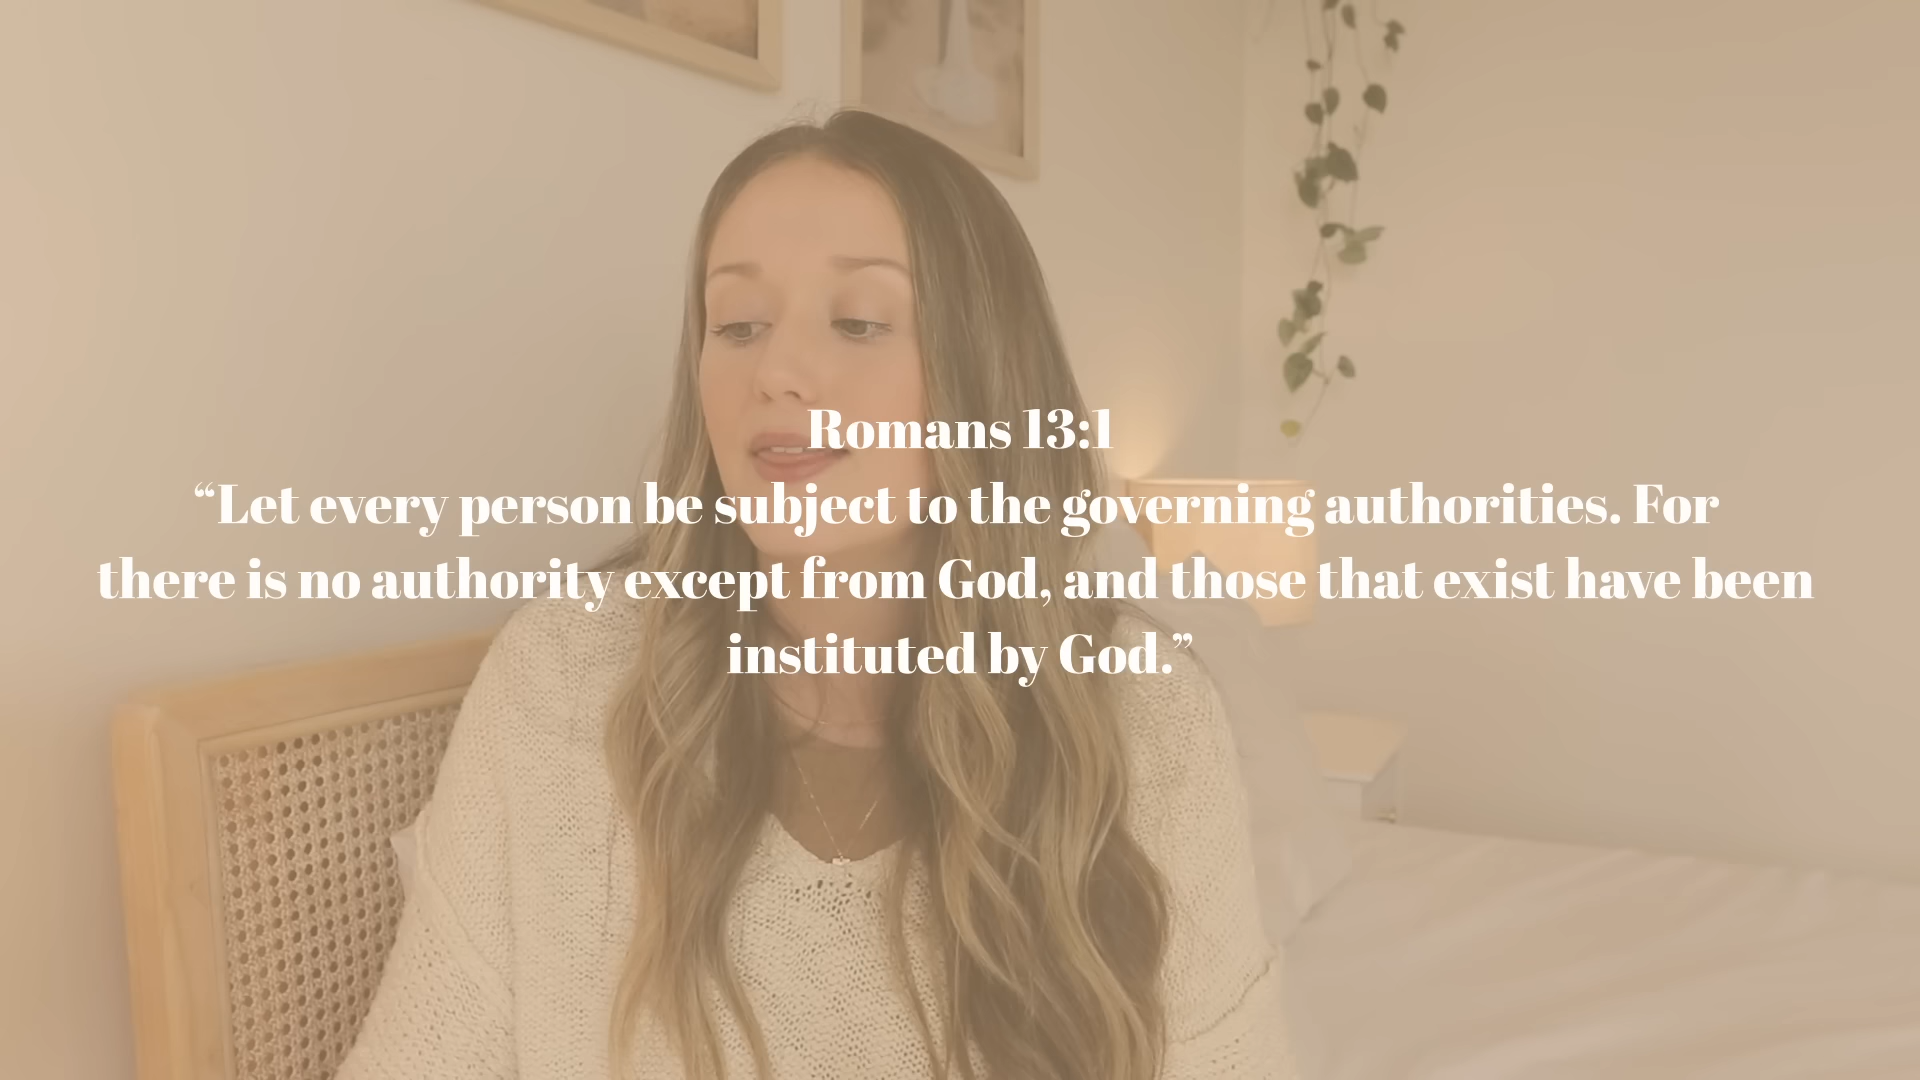 Romans 13:1
“Let every person be subject to the governing authorities. For
there is no authority except from God, and those that exist have been
instituted by God.”